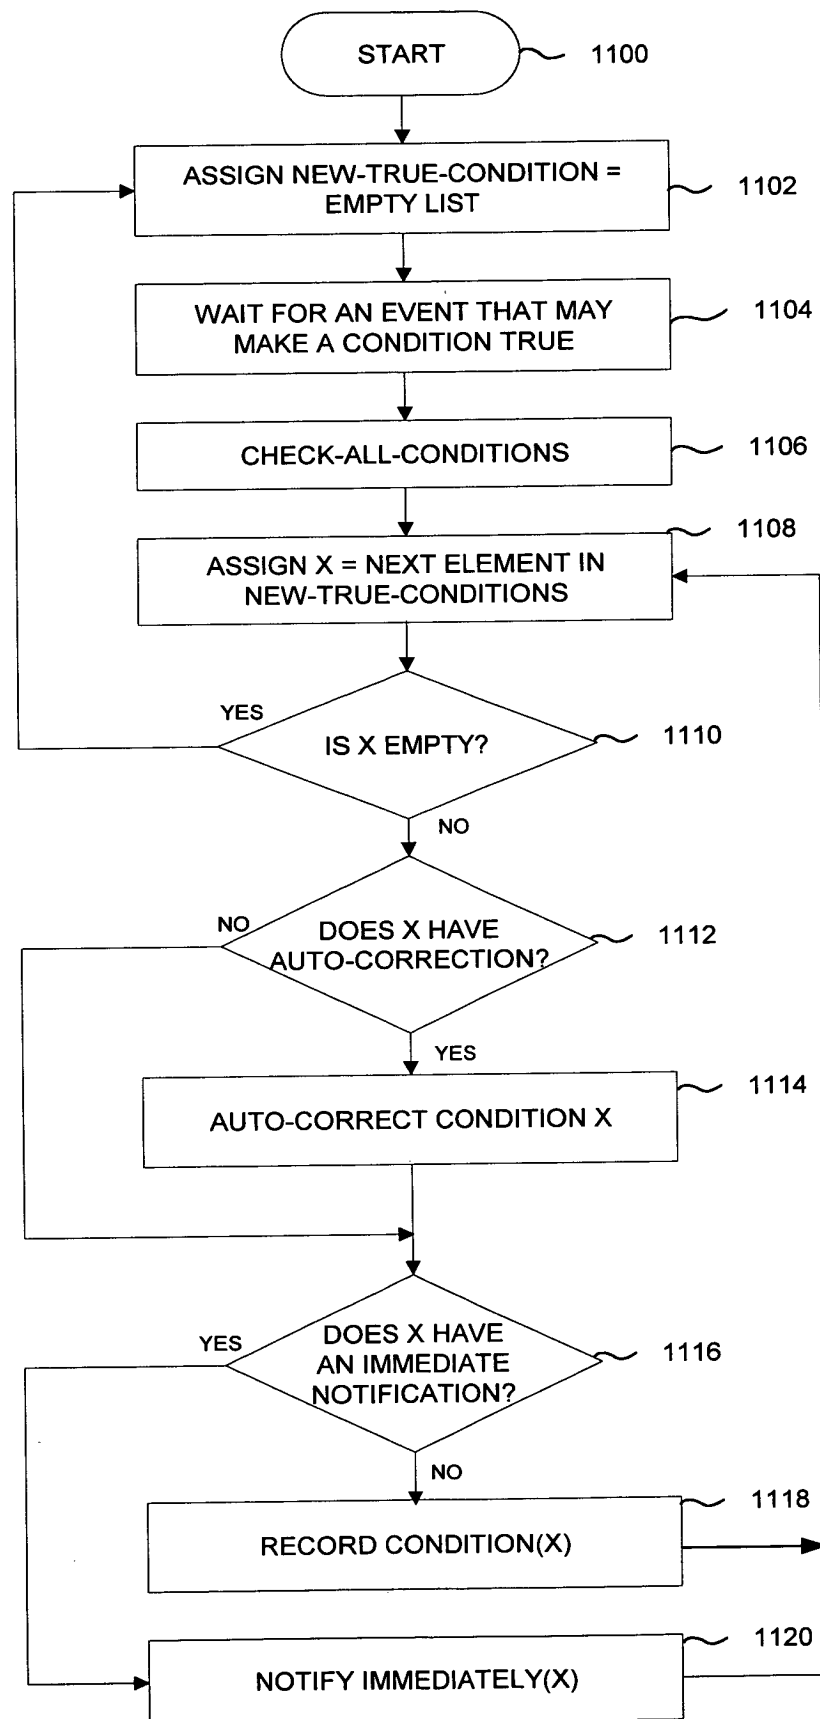 START
1100
ASSIGN NEW-TRUE-CONDITION =
EMPTY LIST
1102
WAIT FOR AN EVENT THAT MAY
MAKE A CONDITION TRUE
1104
CHECK-ALL-CONDITIONS
1106
1108
ASSIGN X = NEXT ELEMENT IN
NEW-TRUE-CONDITIONS
YES
IS X EMPTY?
1110
NO
NO
DOES X HAVE
AUTO-CORRECTION?
1112
YES
1114
AUTO-CORRECT CONDITION X
YES
DOES X HAVE
AN IMMEDIATE
NOTIFICATION?
1116
NO
1118
RECORD CONDITION(X)
1120
NOTIFY IMMEDIATELY(X)